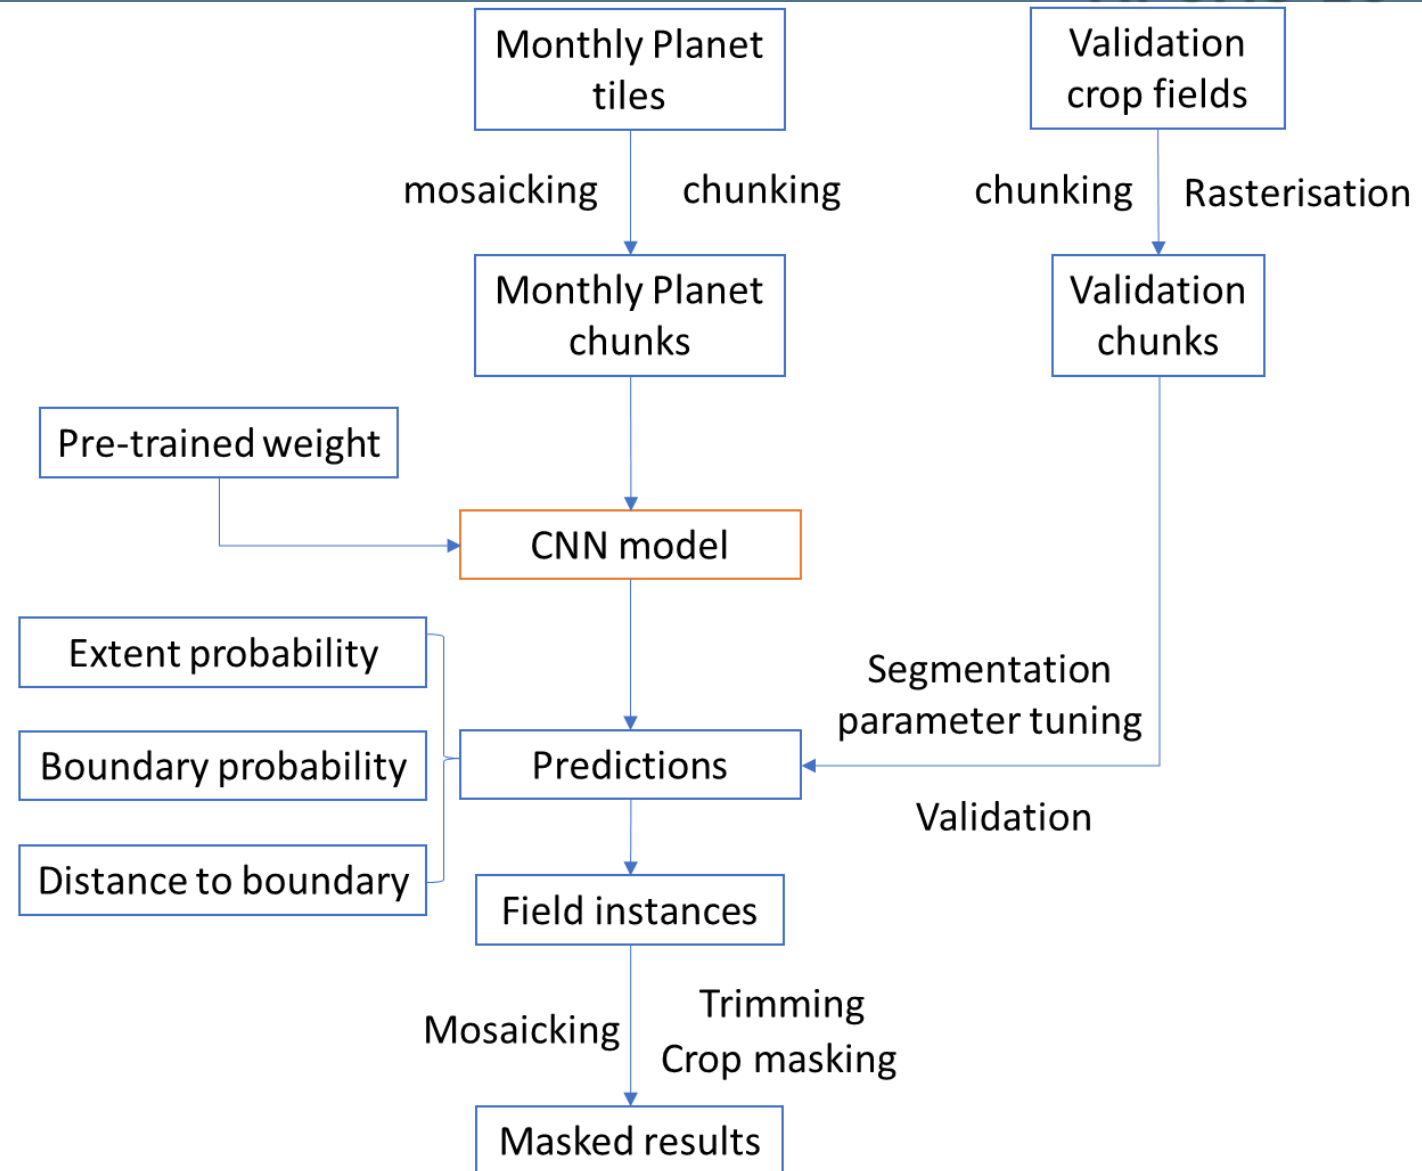 Monthly Planet
tiles
Validation
crop fields
mosaicking
chunking
chunking
Rasterisation
Monthly Planet
chunks
Validation
chunks
Pre-trained weight
CNN model
Extent probability
Segmentation
parameter tuning
Boundary probability
Predictions
Validation
Distance to boundary
Field instances
Mosaicking
Trimming
Crop masking
Masked results